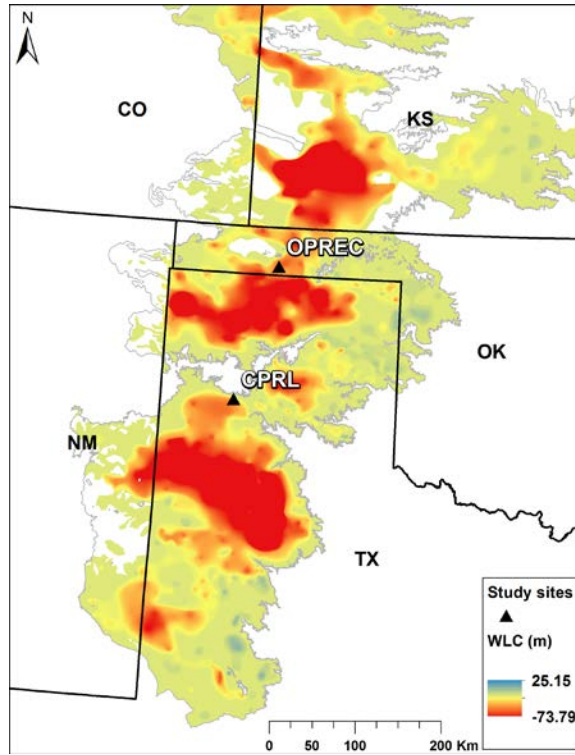 N
CO
KS
OPREC
OK
CPRL
NM
TX
Study sites
WLC (m)
25.15
-73.79
0 50 100 200
Km